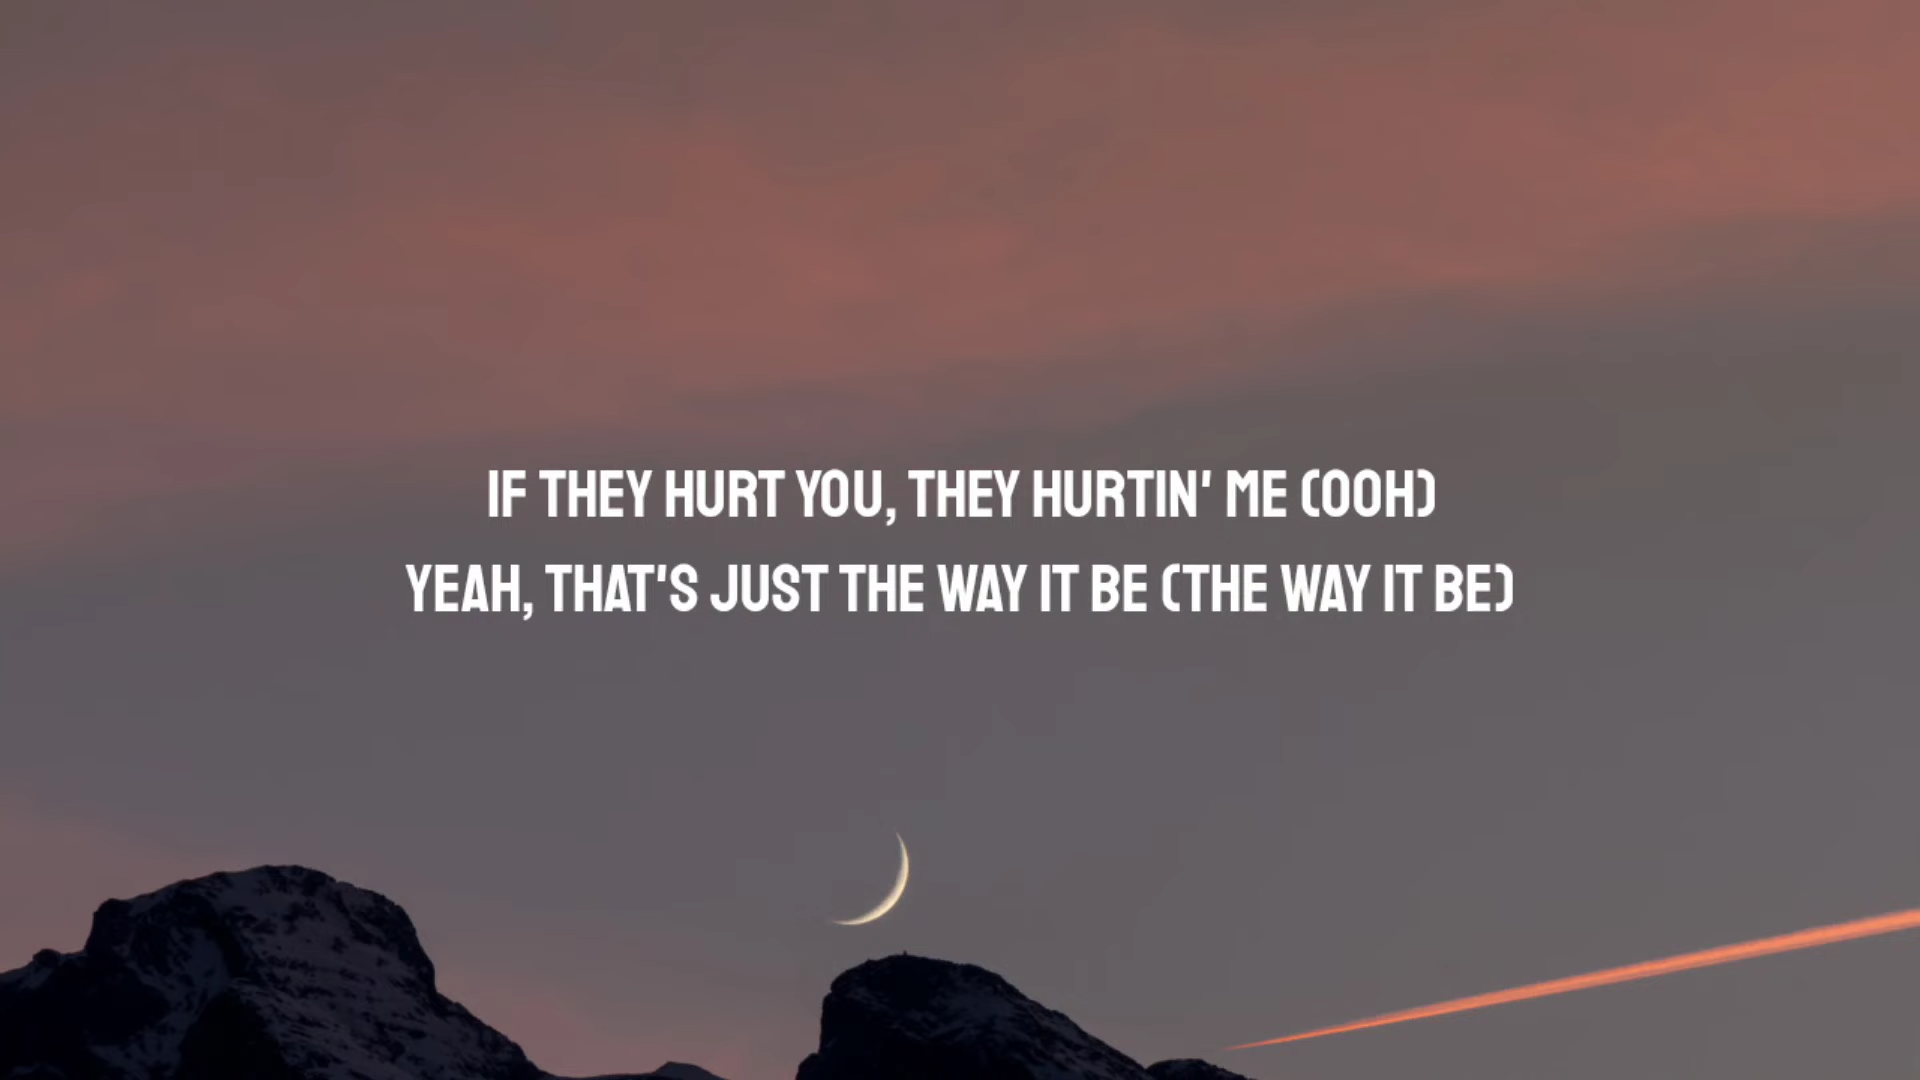 IF THEY HURT YOU, THEY HURTIN' ME (OOH)
YEAH, THAT'S JUST THE WAY IT BE (THE WAY IT BE)